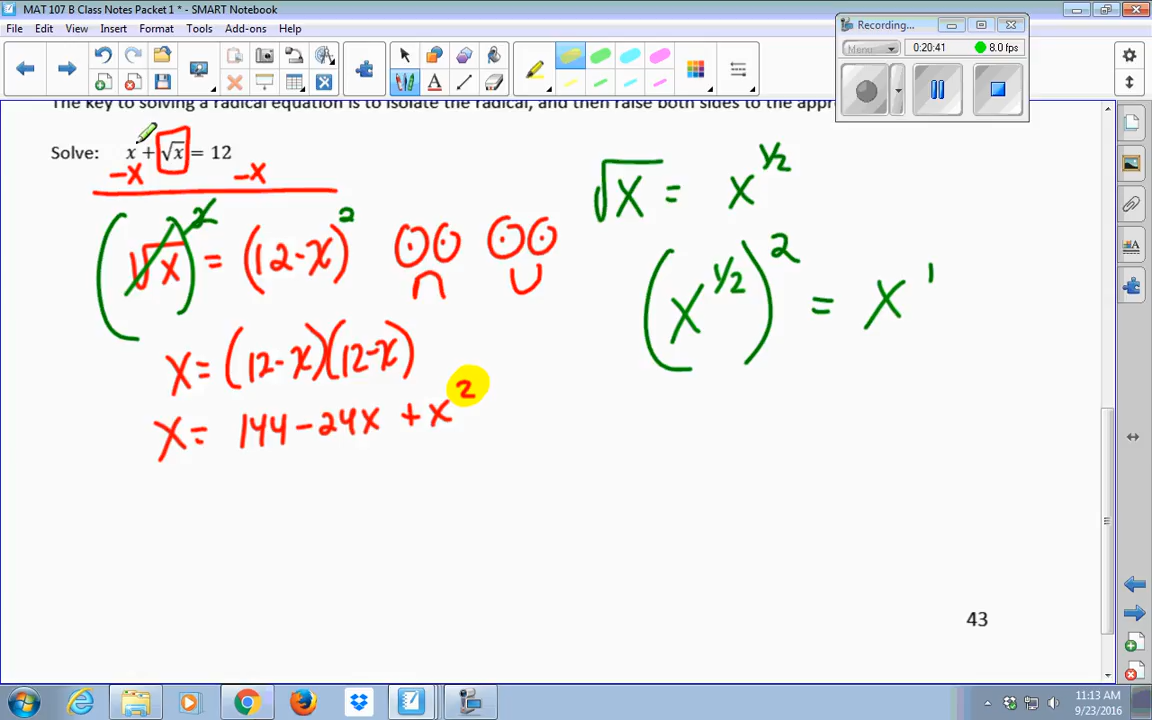 MAT 107 B Class Notes Packet 1 * - SMART Notebook
File Edit View Insert Format Tools Add-ons Help
Recording...
Menu 0:20:41 8.0 fps
The key to solving a radical equation is to isolate the radical, and then raise both sides to the appro
Solve: x + √x = 12
-x -x
(√x)² = (12-x)²
x = (12-x)(12-x)
x = 144 - 24x + x²
√x = x^1/2
(x^1/2)² = x^1
43
11:13 AM
9/23/2016